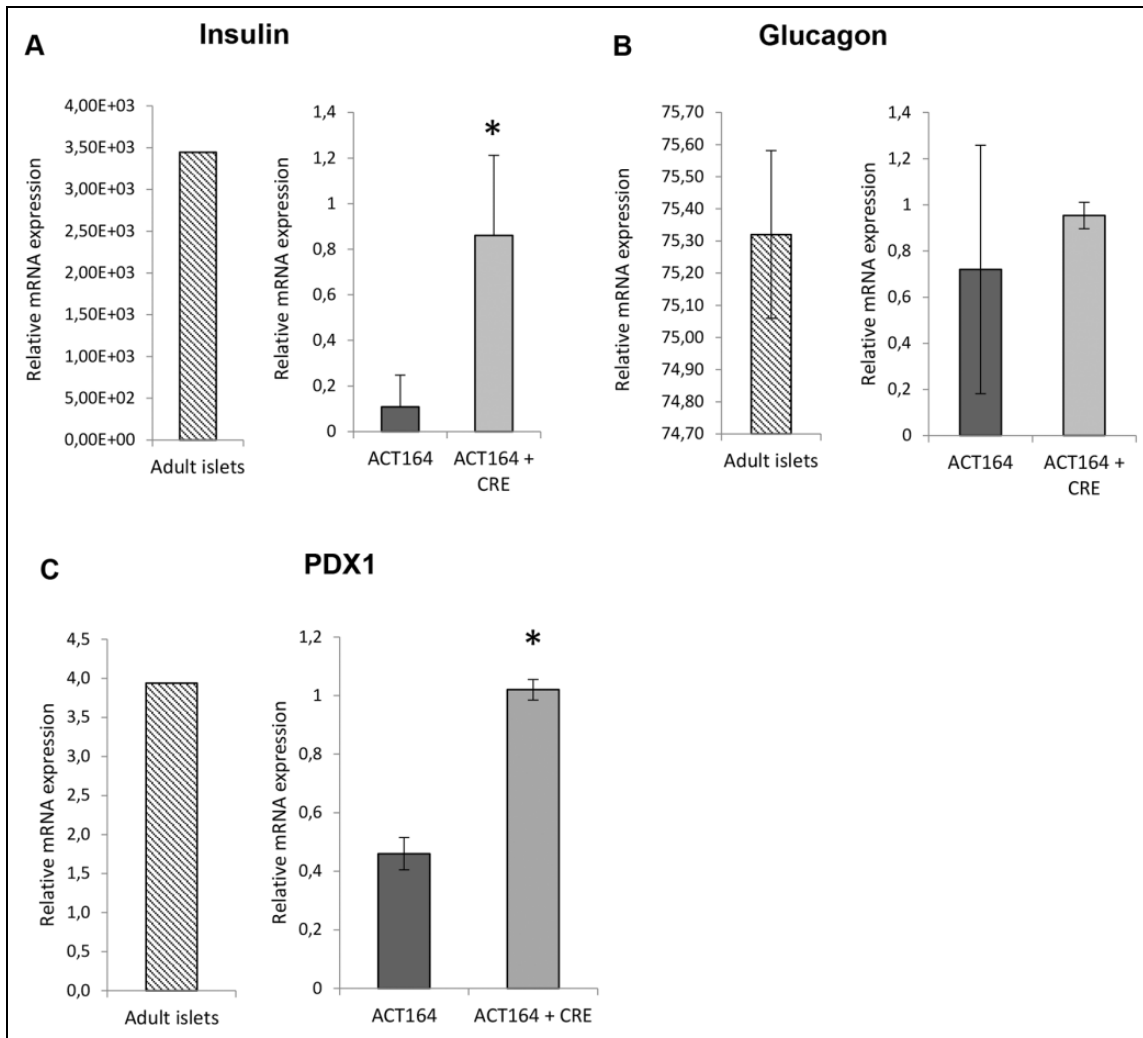 A
Insulin
B
Glucagon
Relative mRNA expression
4,00E+03
3,50E+03
3,00E+03
2,50E+03
2,00E+03
1,50E+03
1,00E+03
5,00E+02
0,00E+00
Adult islets
Relative mRNA expression
1,4
1,2
1
0,8
0,6
0,4
0,2
0
*
ACT164
ACT164 +
CRE
Relative mRNA expression
75,70
75,60
75,50
75,40
75,30
75,20
75,10
75,00
74,90
74,80
74,70
Adult islets
Relative mRNA expression
1,4
1,2
1
0,8
0,6
0,4
0,2
0
ACT164
ACT164 +
CRE
C
PDX1
Relative mRNA expression
4,5
4,0
3,5
3,0
2,5
2,0
1,5
1,0
0,5
0,0
Adult islets
Relative mRNA expression
1,2
1
0,8
0,6
0,4
0,2
0
*
ACT164
ACT164 + CRE